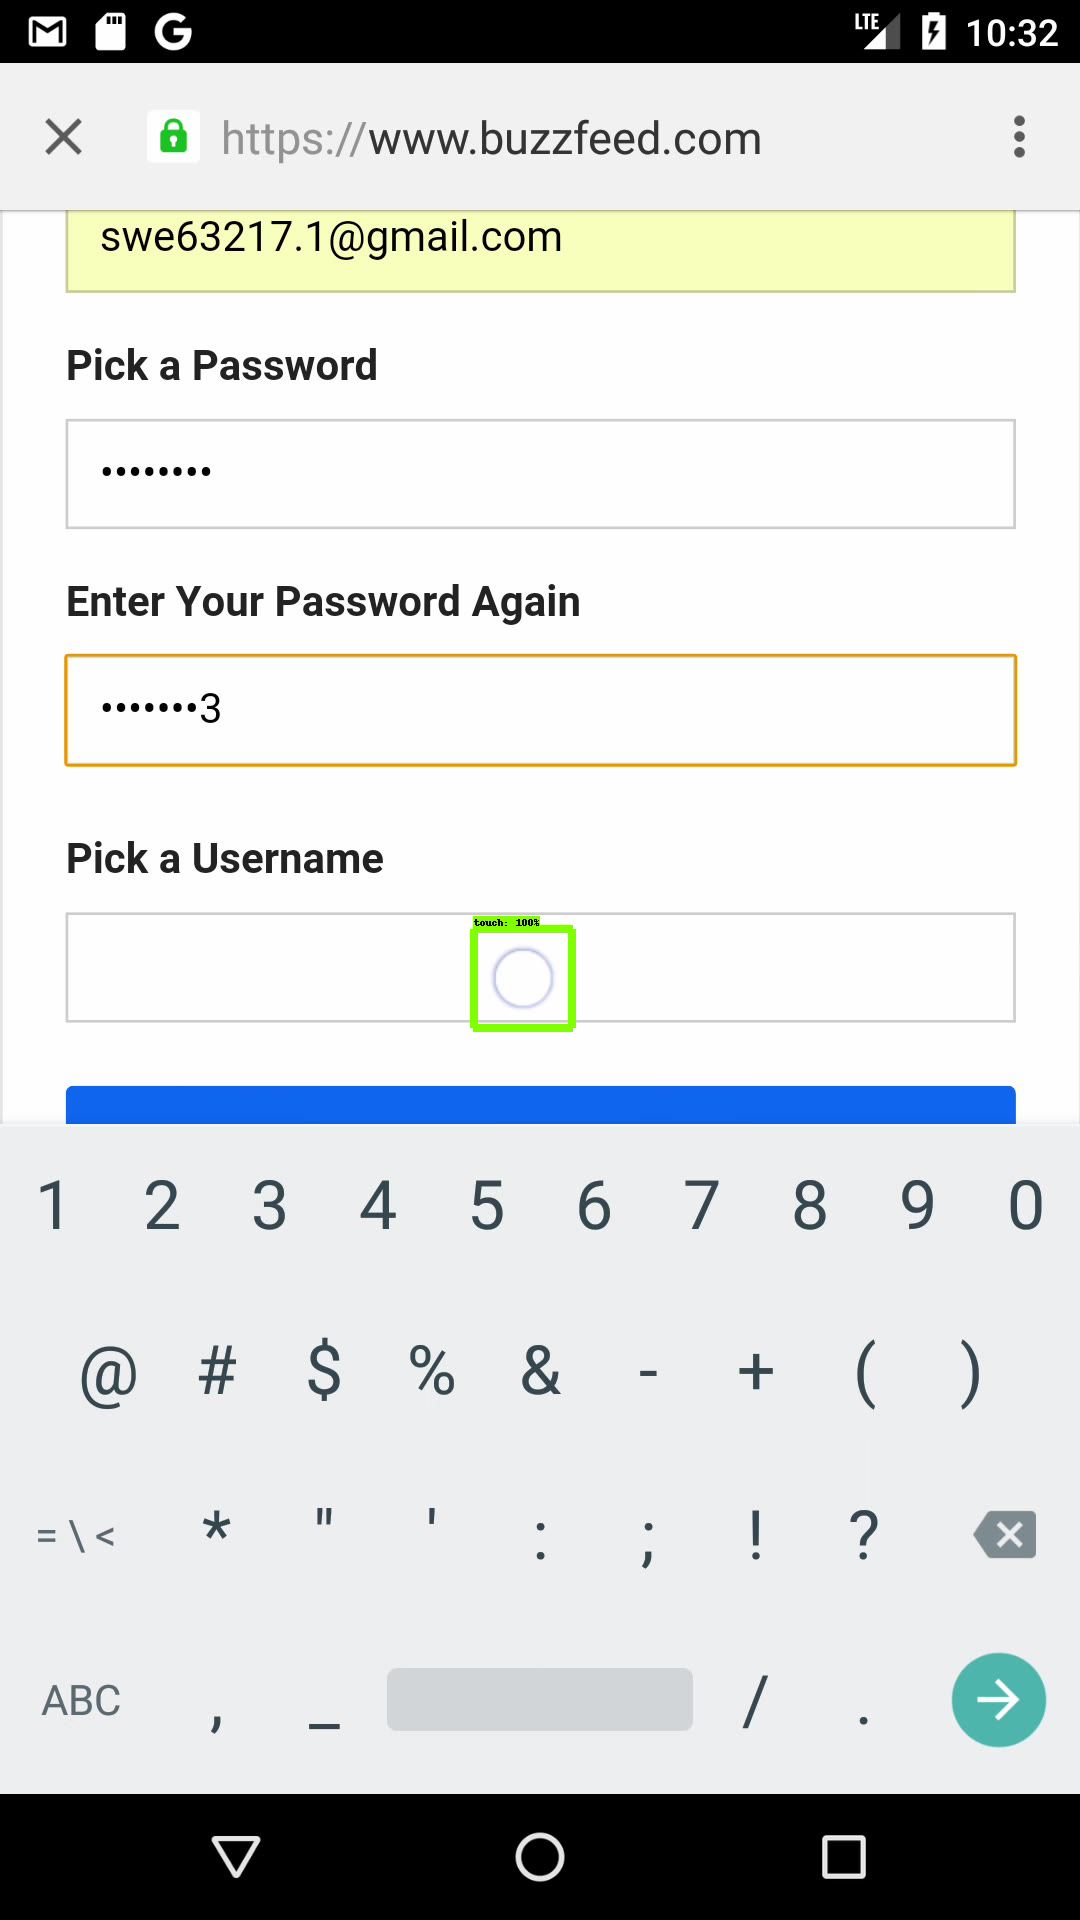 LTE 10:32
https://www.buzzfeed.com
swe63217.1@gmail.com
Pick a Password
••••••••
Enter Your Password Again
•••••••3
Pick a Username
touch: 100%
1 2 3 4 5 6 7 8 9 0
@ # $ % & - + ( )
= \ < * " ' : ; ! ?
ABC , _ / .